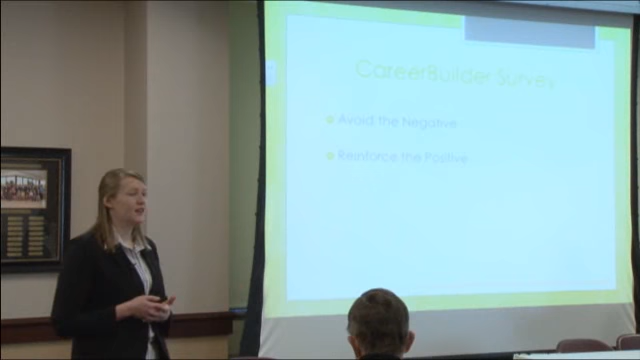 CareerBuilder Survey
Avoid the Negative
Reinforce the Positive